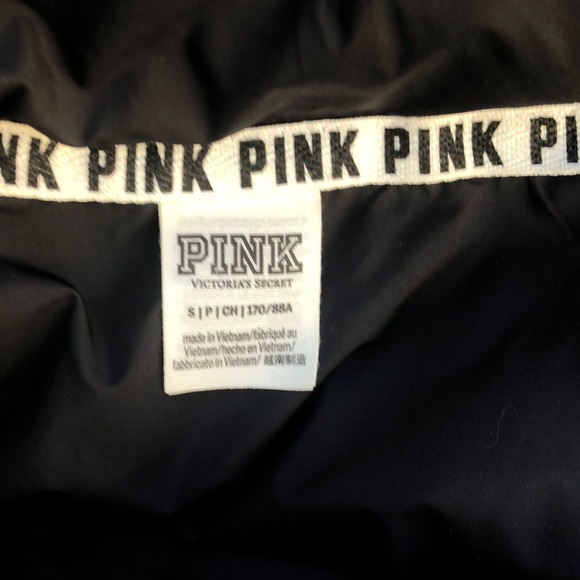 NK PINK PINK PINK PI
PINK
VICTORIA'S SECRET
S | P | CH | 170/88A
made in Vietnam/fabriqué au
Vietnam/hecho en Vietnam/
fabbricato in Vietnam/ 越南制造